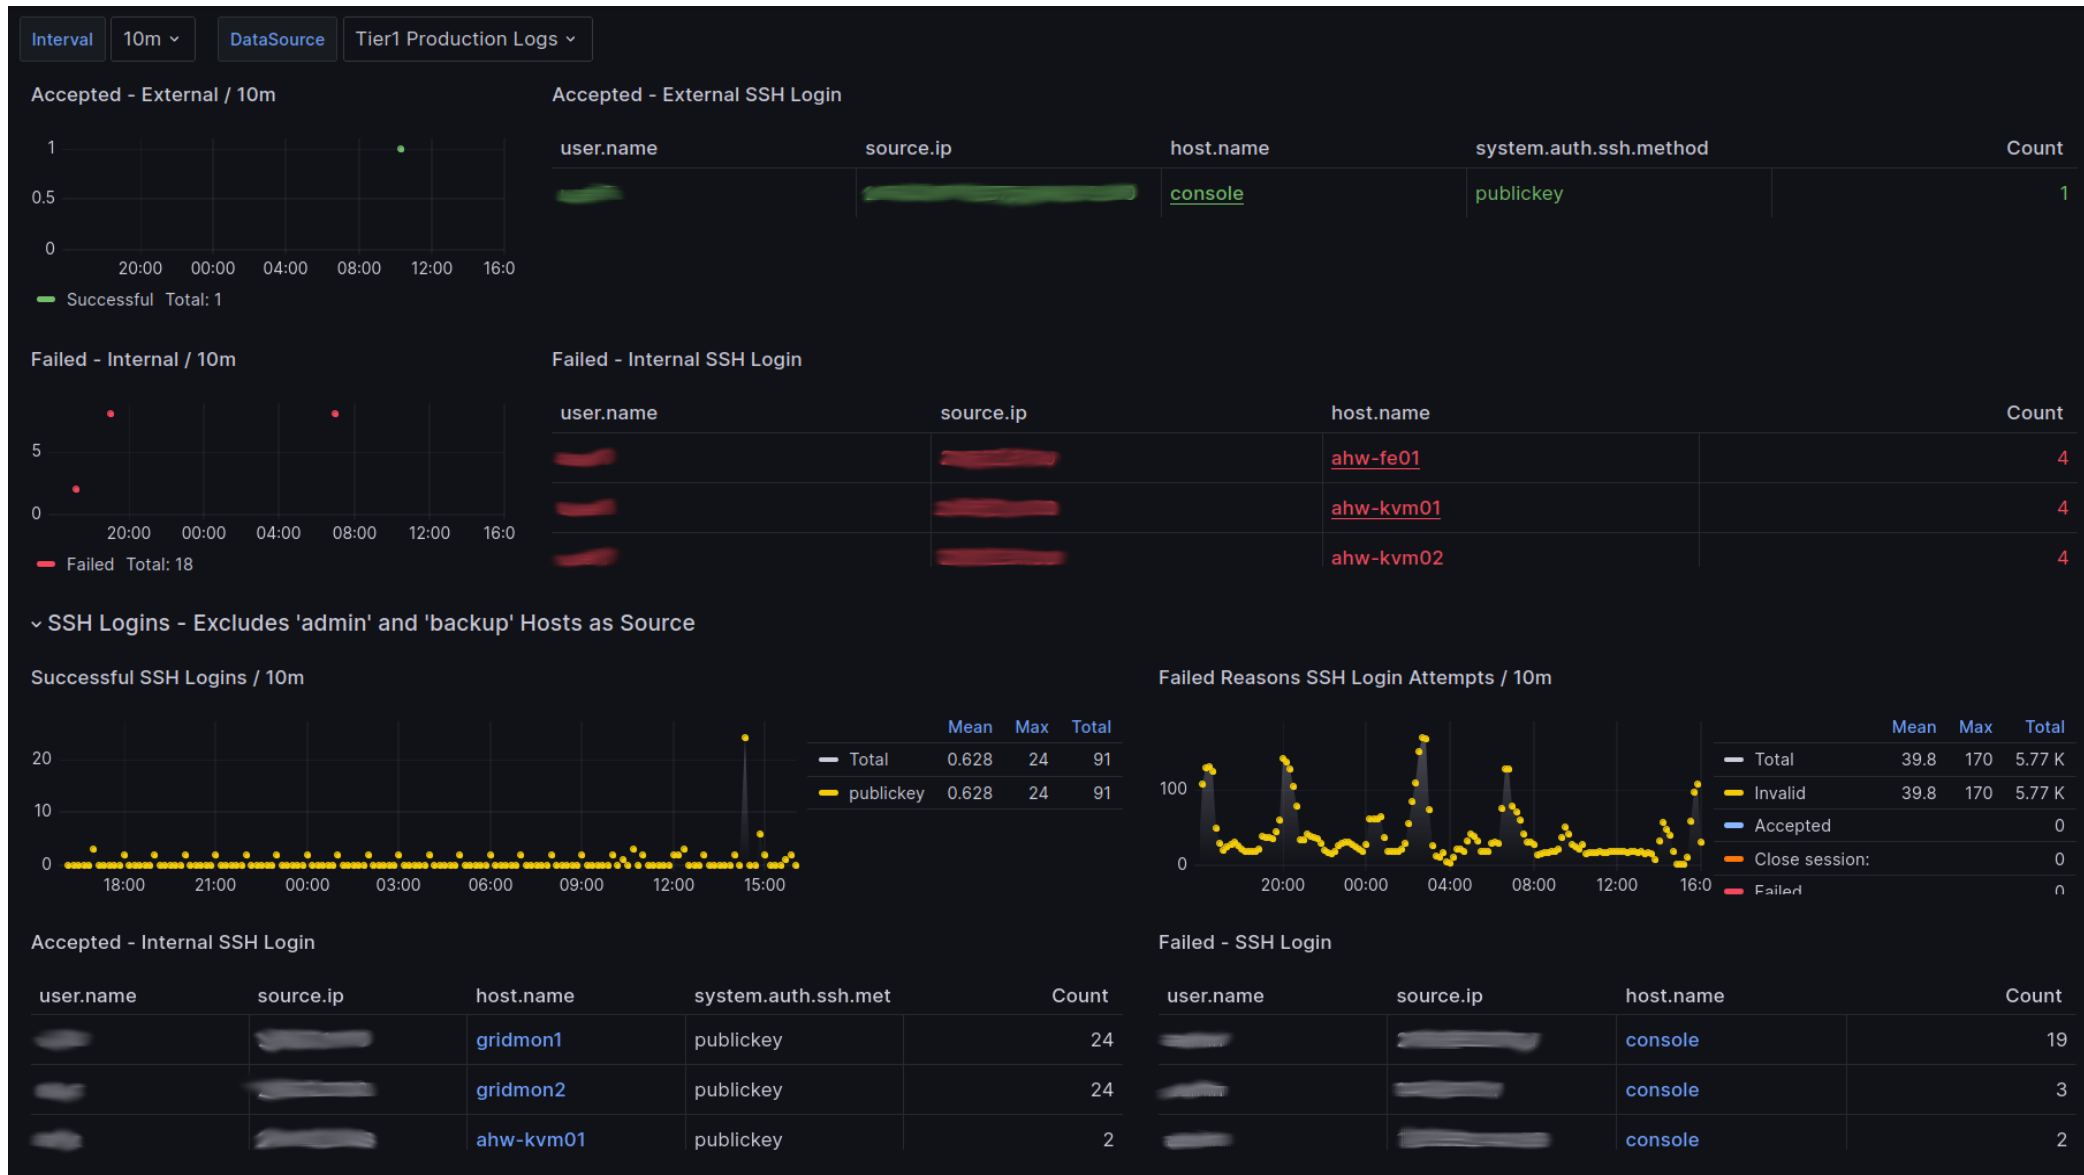 Interval 10m DataSource Tier1 Production Logs
Accepted - External / 10m
1
0.5
0
20:00 00:00 04:00 08:00 12:00 16:0
Successful Total: 1
Accepted - External SSH Login
user.name source.ip host.name system.auth.ssh.method Count
console publickey 1
Failed - Internal / 10m
5
0
20:00 00:00 04:00 08:00 12:00 16:0
Failed Total: 18
Failed - Internal SSH Login
user.name source.ip host.name Count
ahw-fe01 4
ahw-kvm01 4
ahw-kvm02 4
SSH Logins - Excludes 'admin' and 'backup' Hosts as Source
Successful SSH Logins / 10m
20
10
0
18:00 21:00 00:00 03:00 06:00 09:00 12:00 15:00
Mean Max Total
Total 0.628 24 91
publickey 0.628 24 91
Failed Reasons SSH Login Attempts / 10m
100
0
20:00 00:00 04:00 08:00 12:00 16:0
Mean Max Total
Total 39.8 170 5.77 K
Invalid 39.8 170 5.77 K
Accepted 0
Close session: 0
Failed 0
Accepted - Internal SSH Login
user.name source.ip host.name system.auth.ssh.met Count
gridmon1 publickey 24
gridmon2 publickey 24
ahw-kvm01 publickey 2
Failed - SSH Login
user.name source.ip host.name Count
console 19
console 3
console 2